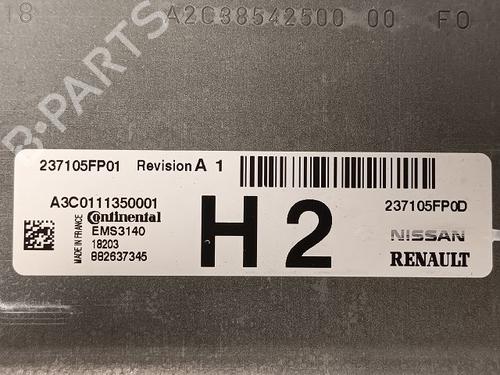 18 A2C38542500 00 F0
B-PARTS
237105FP01 Revision A 1
A3C0111350001
237105FP0D
MADE IN FRANCE
Continental
EMS3140
18203
882637345
H2
NISSAN
RENAULT